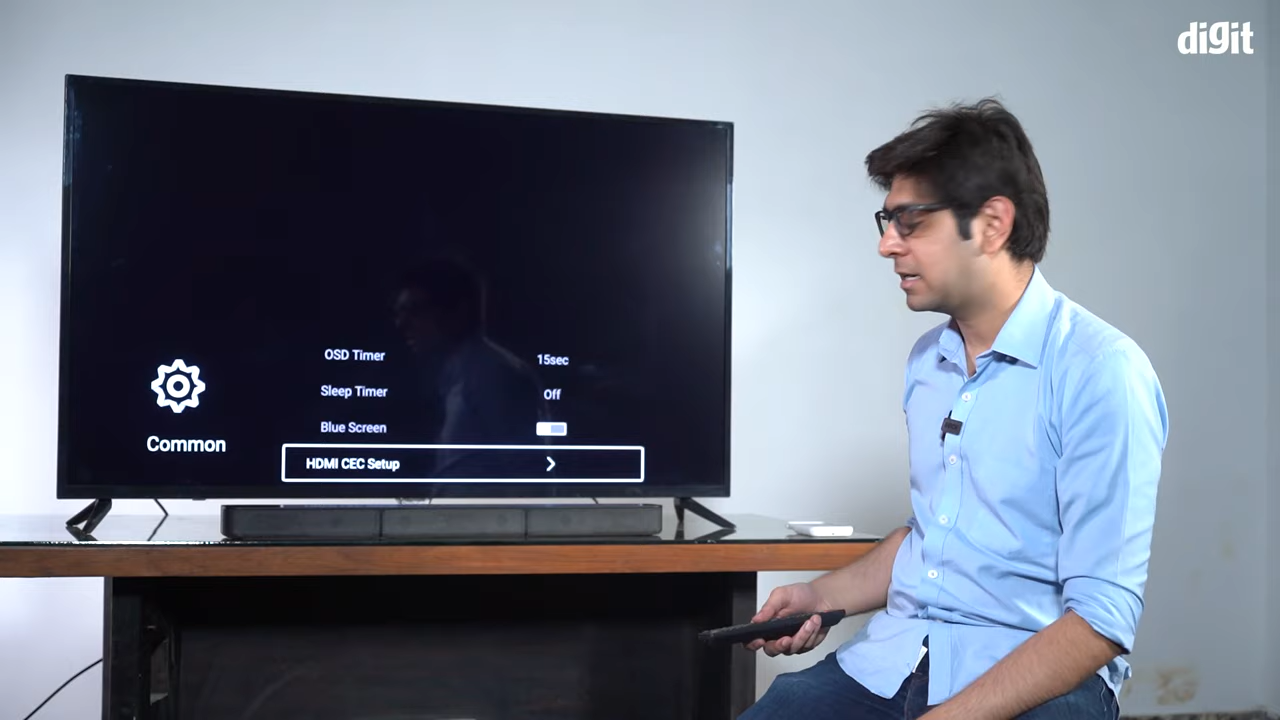 digit
OSD Timer 15sec
Sleep Timer Off
Blue Screen
Common
HDMI CEC Setup